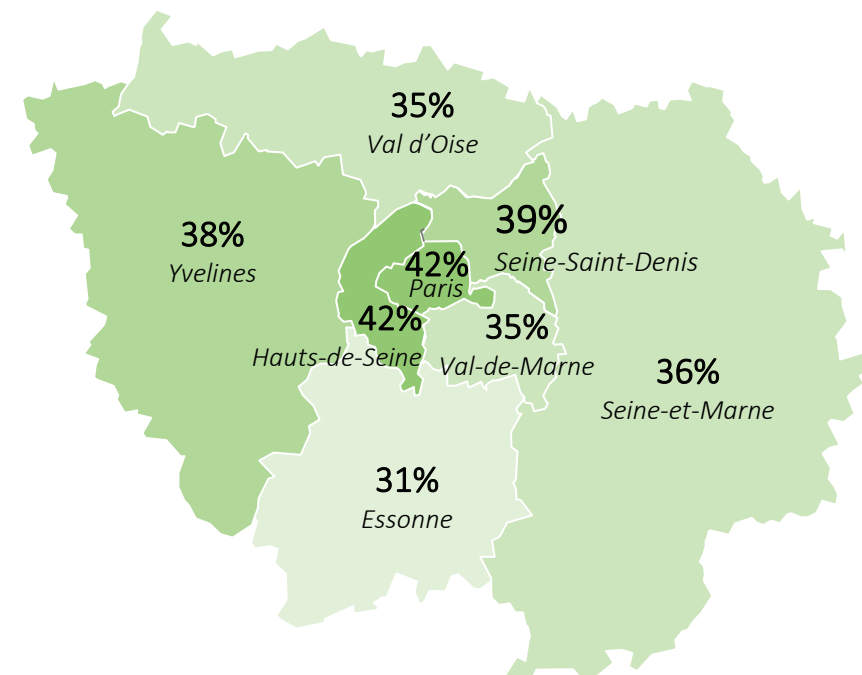 35%
Val d’Oise
38%
Yvelines
39%
Seine-Saint-Denis
42%
Paris
42%
Hauts-de-Seine
35%
Val-de-Marne
36%
Seine-et-Marne
31%
Essonne